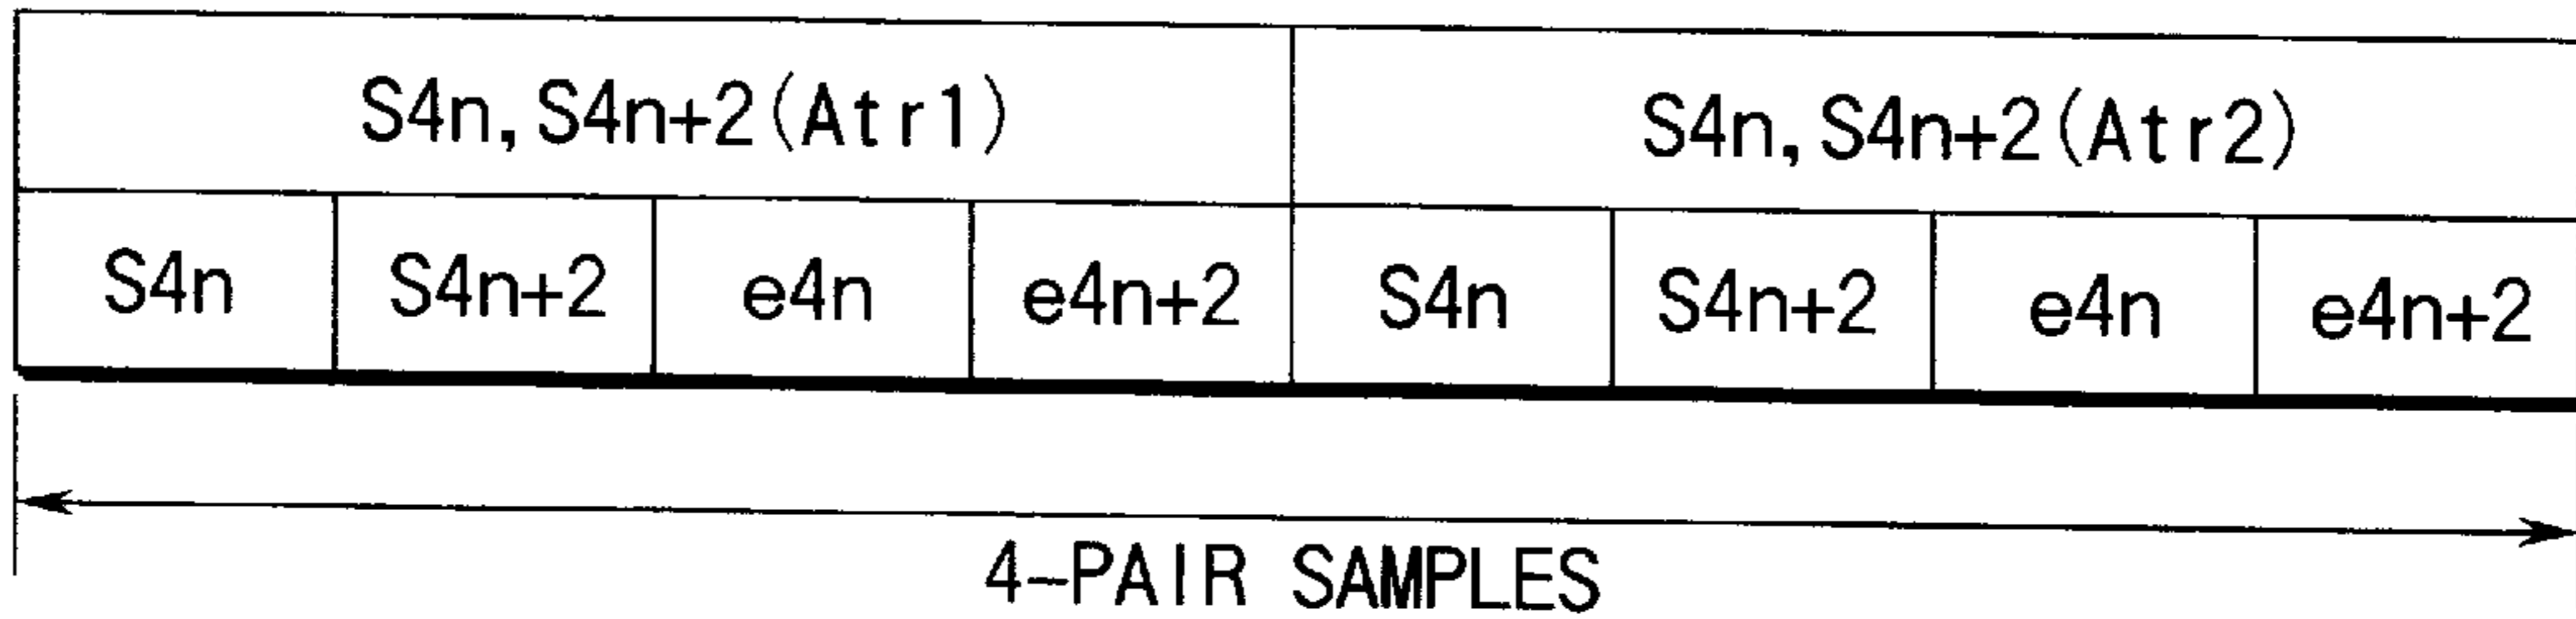 S4n, S4n+2(Atr1) S4n, S4n+2(Atr2)
S4n S4n+2 e4n e4n+2 S4n S4n+2 e4n e4n+2
4-PAIR SAMPLES